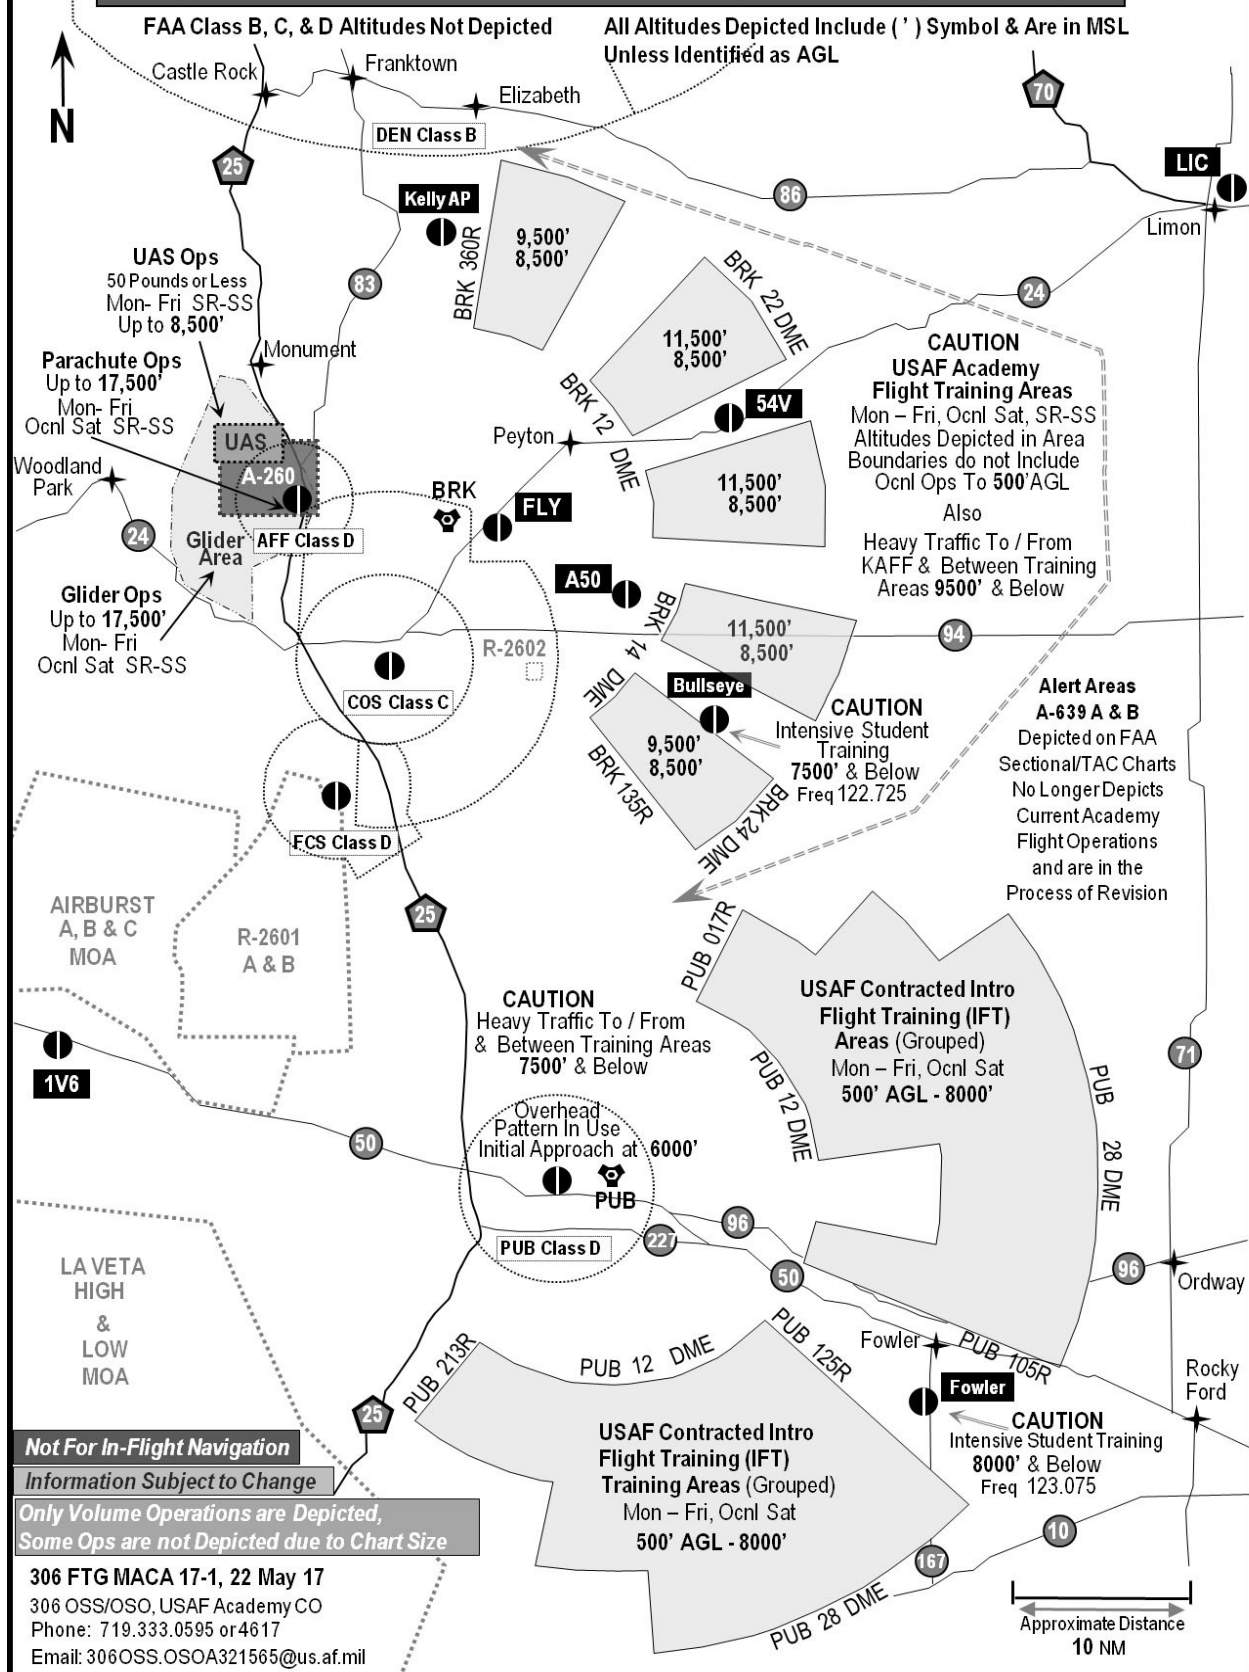 FAA Class B, C, & D Altitudes Not Depicted
All Altitudes Depicted Include ( ' ) Symbol & Are in MSL
Unless Identified as AGL
N
Castle Rock
Franktown
Elizabeth
DEN Class B
70
25
LIC
Limon
86
Kelly AP
BRK 360R
9,500'
8,500'
83
24
UAS Ops
50 Pounds or Less
Mon- Fri SR-SS
Up to 8,500'
Monument
BRK 22 DME
11,500'
8,500'
BRK 12 DME
54V
Peyton
Parachute Ops
Up to 17,500'
Mon- Fri
Ocnl Sat SR-SS
CAUTION
USAF Academy
Flight Training Areas
Mon – Fri, Ocnl Sat, SR-SS
Altitudes Depicted in Area
Boundaries do not Include
Ocnl Ops To 500'AGL
Also
Heavy Traffic To / From
KAFF & Between Training
Areas 9500' & Below
UAS
A-260
Woodland
Park
24
11,500'
8,500'
BRK
FLY
AFF Class D
Glider
Area
A50
Glider Ops
Up to 17,500'
Mon- Fri
Ocnl Sat SR-SS
BRK 14 DME
11,500'
8,500'
94
R-2602
COS Class C
Bullseye
CAUTION
Intensive Student
Training
7500' & Below
Freq 122.725
9,500'
8,500'
BRK 135R
BRK 24 DME
Alert Areas
A-639 A & B
Depicted on FAA
Sectional/TAC Charts
No Longer Depicts
Current Academy
Flight Operations
and are in the
Process of Revision
FCS Class D
AIRBURST
A, B & C
MOA
R-2601
A & B
25
PUB 017R
USAF Contracted Intro
Flight Training (IFT)
Areas (Grouped)
Mon – Fri, Ocnl Sat
500' AGL - 8000'
CAUTION
Heavy Traffic To / From
& Between Training Areas
7500' & Below
PUB 12 DME
PUB 28 DME
71
1V6
50
Overhead
Pattern In Use
Initial Approach at 6000'
PUB
PUB Class D
227
96
50
96
Ordway
LA VETA
HIGH
&
LOW
MOA
Fowler
PUB 105R
Rocky
Ford
PUB 213R
PUB 12 DME
PUB 125R
Fowler
25
CAUTION
Intensive Student Training
8000' & Below
Freq 123.075
USAF Contracted Intro
Flight Training (IFT)
Training Areas (Grouped)
Mon – Fri, Ocnl Sat
500' AGL - 8000'
10
167
PUB 28 DME
Not For In-Flight Navigation
Information Subject to Change
Only Volume Operations are Depicted,
Some Ops are not Depicted due to Chart Size
306 FTG MACA 17-1, 22 May 17
306 OSS/OSO, USAF Academy CO
Phone: 719.333.0595 or4617
Email: 306OSS.OSOA321565@us.af.mil
Approximate Distance
10 NM